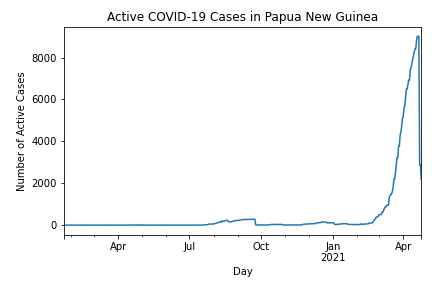 Active COVID-19 Cases in Papua New Guinea
Number of Active Cases
8000
6000
4000
2000
0
Apr Jul Oct Jan Apr
2021
Day